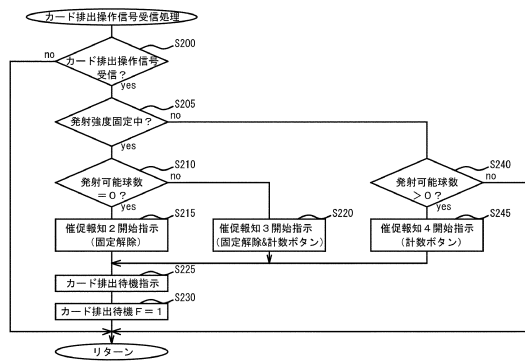 カード排出操作信号受信処理
S200
no
カード排出操作信号
受信？
yes
S205
発射強度固定中？
no
yes
S210
発射可能球数
＝０？
no
yes
S240
発射可能球数
＞０？
no
yes
S215
催促報知２開始指示
(固定解除)
S220
催促報知３開始指示
(固定解除&計数ボタン)
S245
催促報知４開始指示
(計数ボタン)
S225
カード排出待機指示
S230
カード排出待機Ｆ＝１
リターン